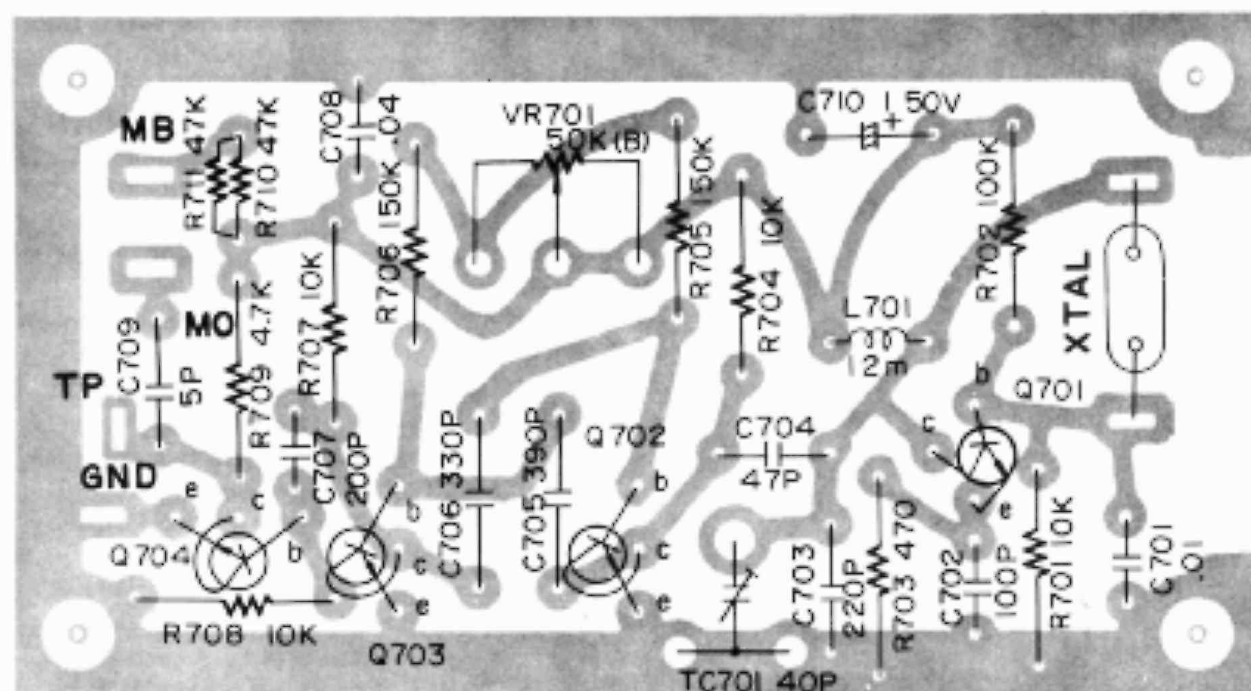 MB
R711 47K
R710 47K
C708 .04
VR701
50K(B)
C710 1 50V
+
R706 150K
R705 150K
R704 10K
R702 100K
XTAL
L701
12m
MO
R709 4.7K
R707 10K
C709
5P
TP
GND
C707
200P
C706 330P
C705 390P
Q702
C704
47P
b
Q701
c
e
e
c
b
Q704
b
c
e
Q703
b
c
e
R708 10K
C703
220P
R703 470
C702
100P
R701 10K
C701
.01
TC701 40P